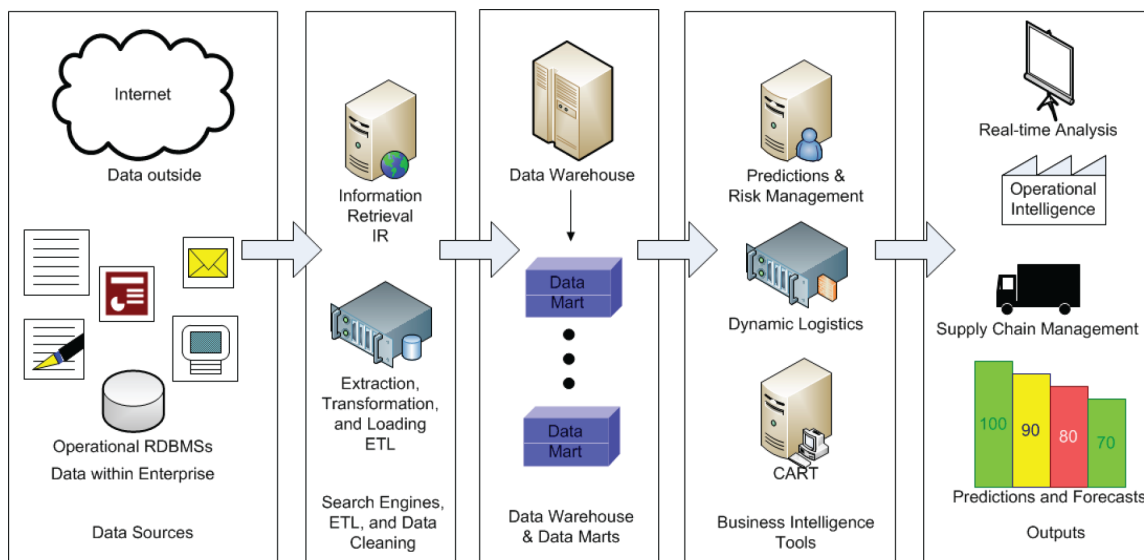 Internet
Data outside
Operational RDBMSs
Data within Enterprise
Data Sources
Information
Retrieval
IR
Extraction,
Transformation,
and Loading
ETL
Search Engines,
ETL, and Data
Cleaning
Data Warehouse
Data
Mart
Data
Mart
Data Warehouse
& Data Marts
Predictions &
Risk Management
Dynamic Logistics
CART
Business Intelligence
Tools
Real-time Analysis
Operational
Intelligence
Supply Chain Management
100
90
80
70
Predictions and Forecasts
Outputs